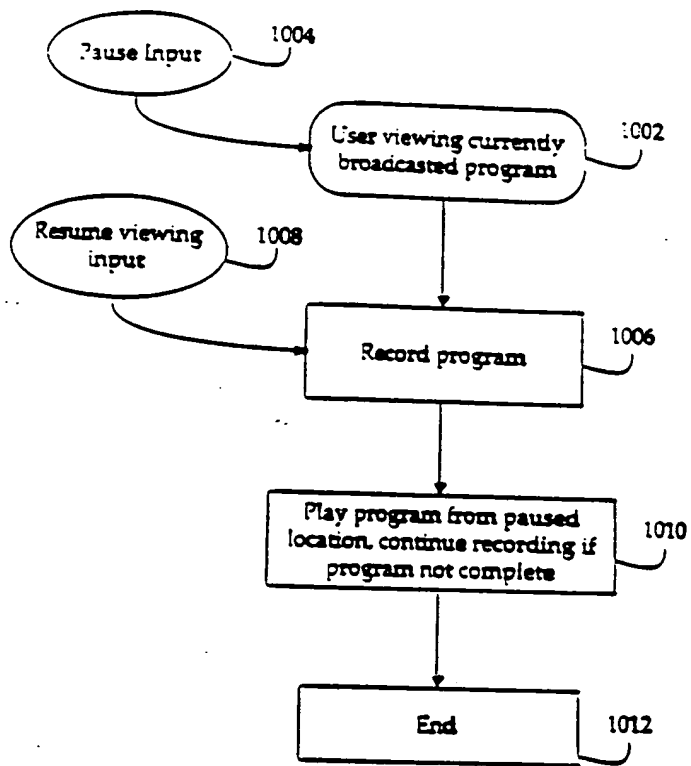 Pause Input
1004
User viewing currently
broadcasted program
1002
Resume viewing
input
1008
Record program
1006
Play program from paused
location, continue recording if
program not complete
1010
End
1012